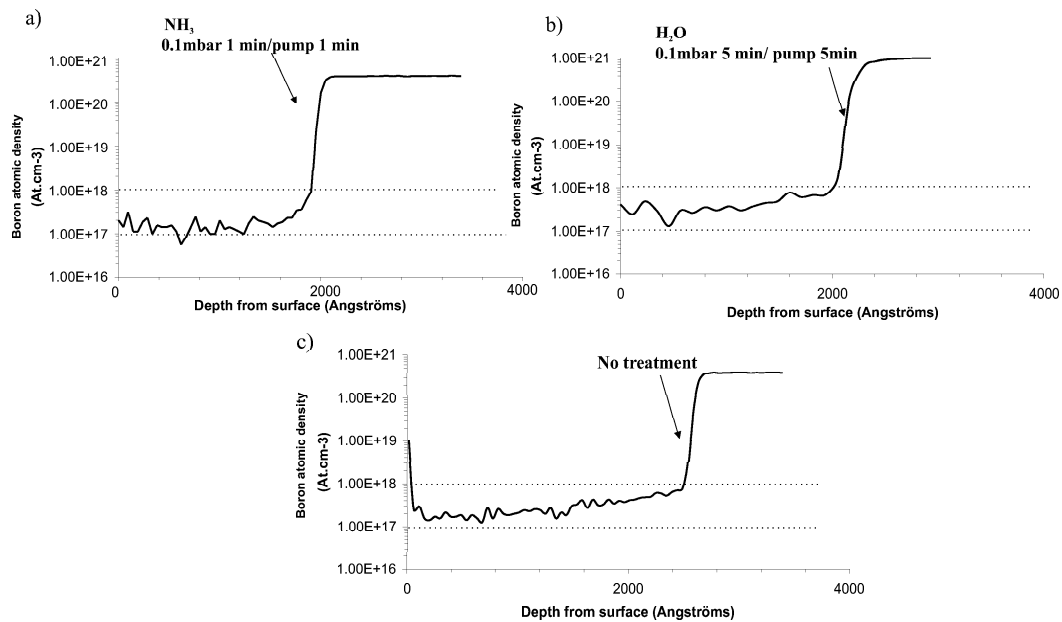 a)
NH₃
0.1mbar 1 min/pump 1 min
Boron atomic density
(At.cm-3)
1.00E+21
1.00E+20
1.00E+19
1.00E+18
1.00E+17
1.00E+16
0
2000
4000
Depth from surface (Angströms)
b)
H₂O
0.1mbar 5 min/ pump 5min
Boron atomic density
(At.cm-3)
1.00E+21
1.00E+20
1.00E+19
1.00E+18
1.00E+17
1.00E+16
0
2000
4000
Depth from surface (Angströms)
c)
No treatment
Boron atomic density
(At.cm-3)
1.00E+21
1.00E+20
1.00E+19
1.00E+18
1.00E+17
1.00E+16
0
2000
4000
Depth from surface (Angströms)